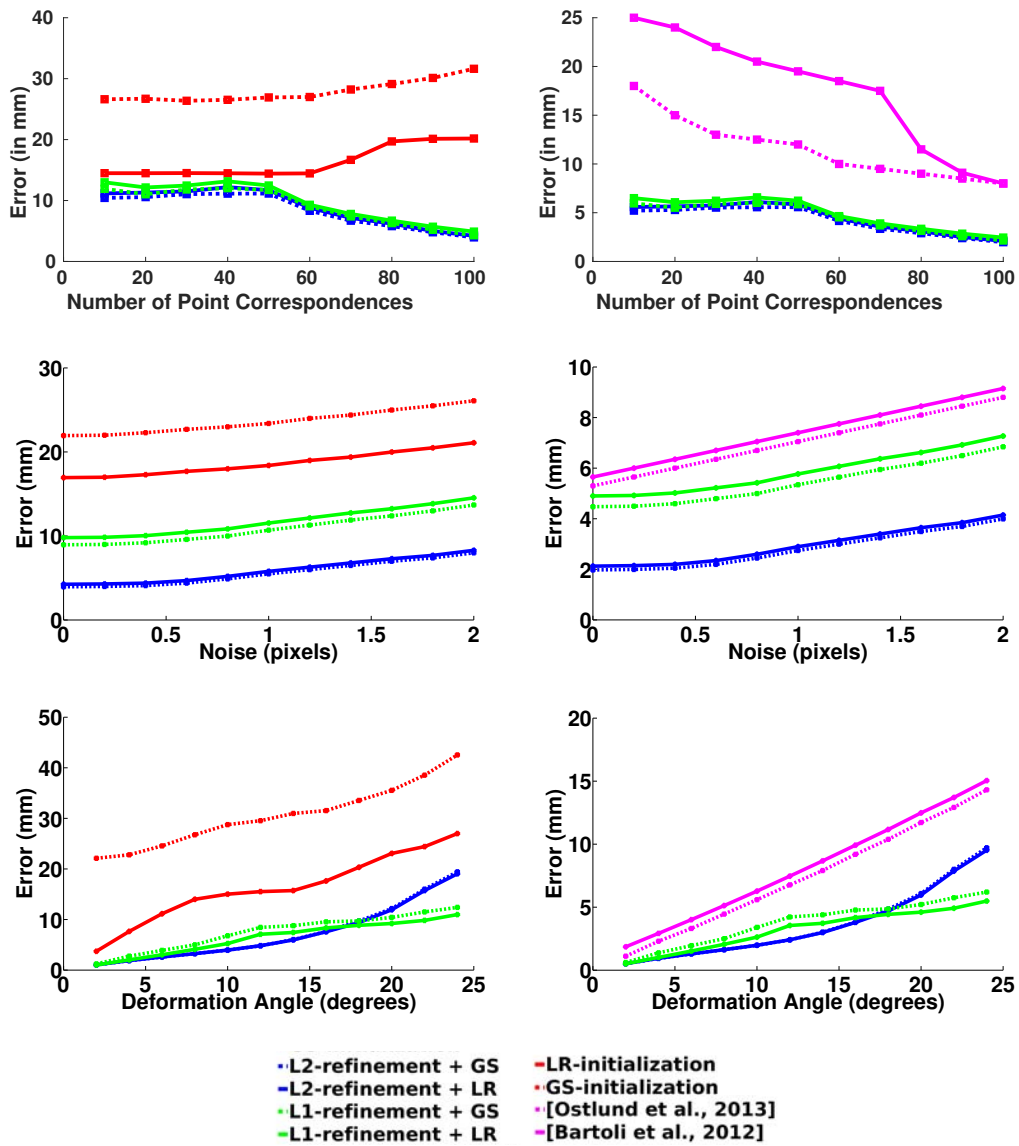 40
30
20
10
0
Error (in mm)
0 20 40 60 80 100
Number of Point Correspondences
25
20
15
10
5
0
Error (in mm)
0 20 40 60 80 100
Number of Point Correspondences
30
20
10
0
Error (mm)
0 0.5 1 1.5 2
Noise (pixels)
10
8
6
4
2
0
Error (mm)
0 0.5 1 1.5 2
Noise (pixels)
50
40
30
20
10
0
Error (mm)
0 5 10 15 20 25
Deformation Angle (degrees)
20
15
10
5
0
Error (mm)
0 5 10 15 20 25
Deformation Angle (degrees)
L2-refinement + GS
L2-refinement + LR
L1-refinement + GS
L1-refinement + LR
LR-initialization
GS-initialization
[Ostlund et al., 2013]
[Bartoli et al., 2012]